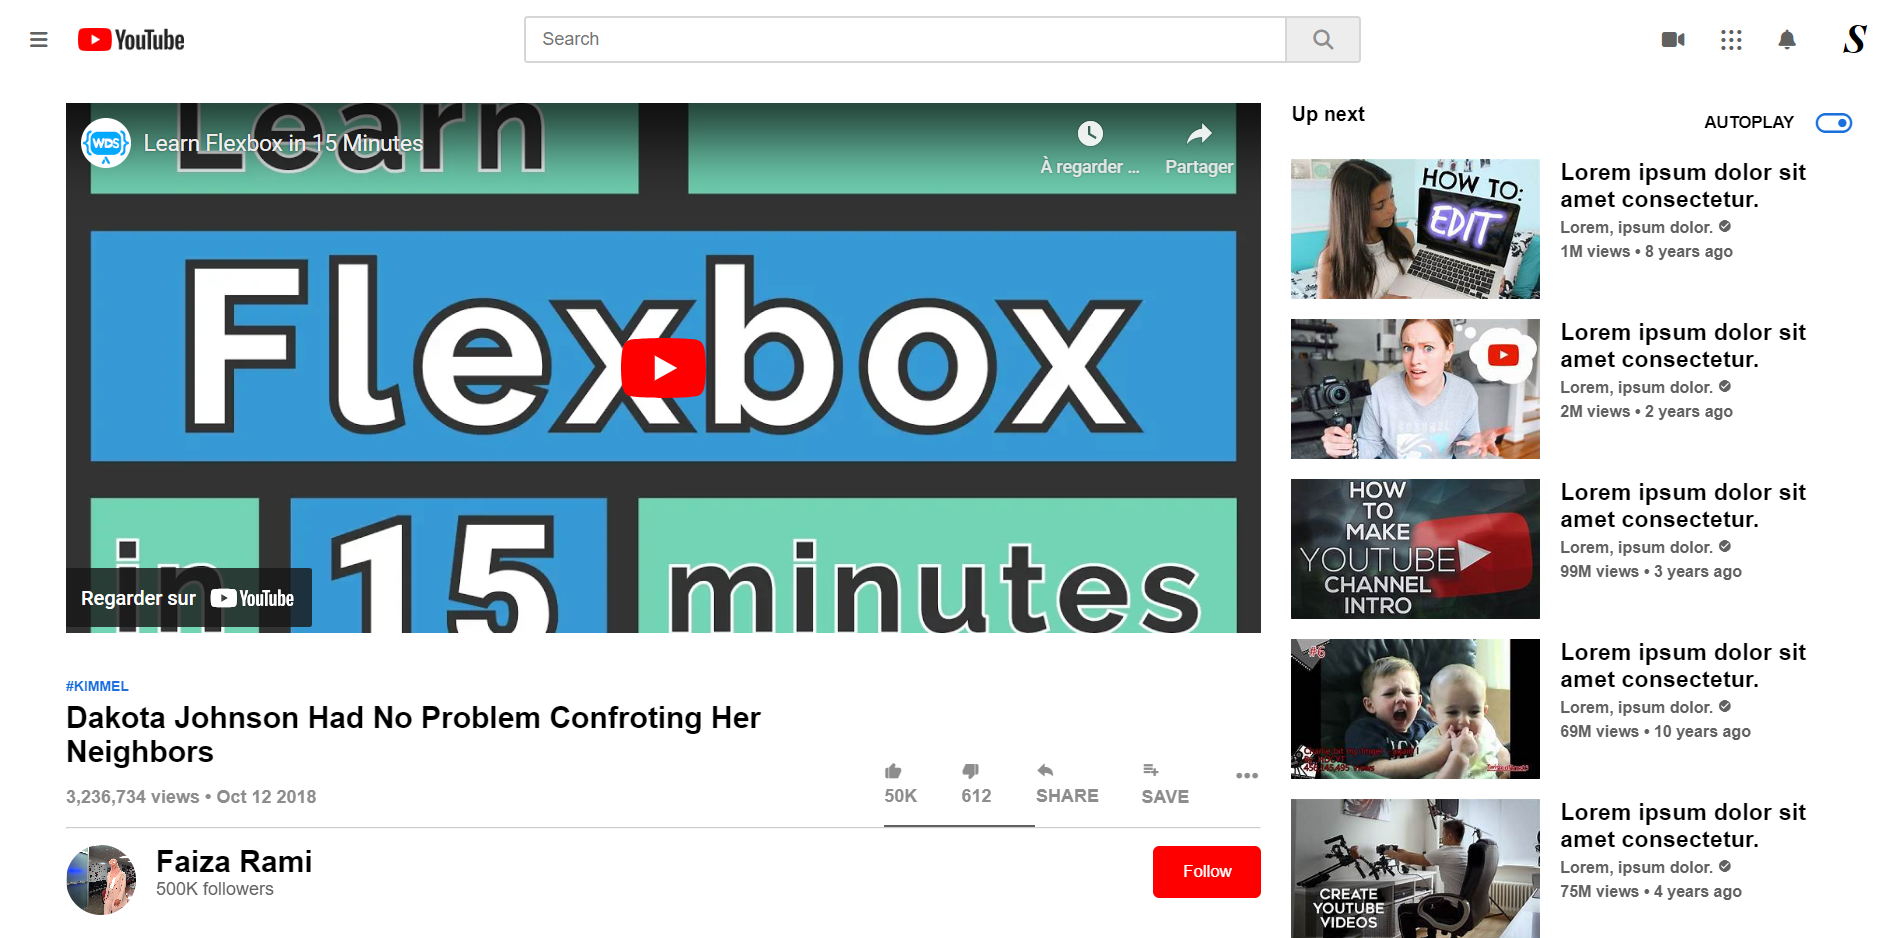 YouTube
Search
S
Learn
WDS
Learn Flexbox in 15 Minutes
À regarder ...
Partager
Flexbox
in 15 minutes
Regarder sur YouTube
#KIMMEL
Dakota Johnson Had No Problem Confroting Her
Neighbors
3,236,734 views • Oct 12 2018
50K
612
SHARE
SAVE
Faiza Rami
500K followers
Follow
Up next
AUTOPLAY
HOW TO:
EDIT
Lorem ipsum dolor sit
amet consectetur.
Lorem, ipsum dolor.
1M views • 8 years ago
Lorem ipsum dolor sit
amet consectetur.
Lorem, ipsum dolor.
2M views • 2 years ago
HOW
TO
MAKE
YOUTUBE
CHANNEL
INTRO
Lorem ipsum dolor sit
amet consectetur.
Lorem, ipsum dolor.
99M views • 3 years ago
#6
Lorem ipsum dolor sit
amet consectetur.
Lorem, ipsum dolor.
69M views • 10 years ago
CREATE
YOUTUBE
VIDEOS
Lorem ipsum dolor sit
amet consectetur.
Lorem, ipsum dolor.
75M views • 4 years ago